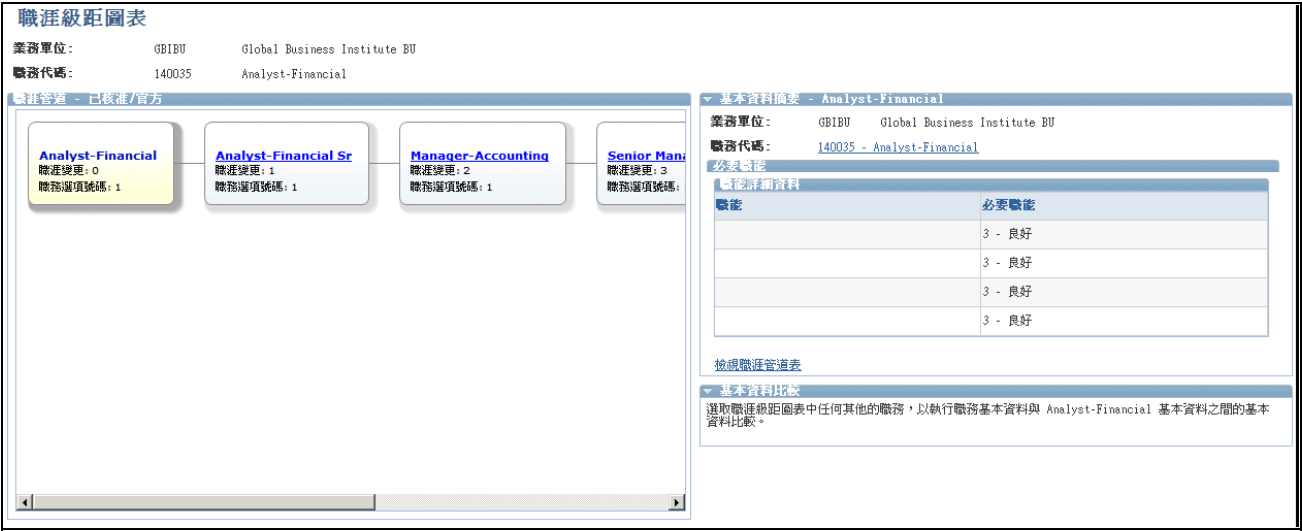 職涯級距圖表
業務單位: GBIBU Global Business Institute BU
職務代碼: 140035 Analyst-Financial
職涯管道 - 已核准/官方
Analyst-Financial
職涯變更: 0
職務選項號碼: 1
Analyst-Financial Sr
職涯變更: 1
職務選項號碼: 1
Manager-Accounting
職涯變更: 2
職務選項號碼: 1
Senior Mana
職涯變更: 3
職務選項號碼:
基本資料摘要 - Analyst-Financial
業務單位: GBIBU Global Business Institute BU
職務代碼: 140035 - Analyst-Financial
必要職能
職能詳細資料
職能 必要職能
3 - 良好
3 - 良好
3 - 良好
3 - 良好
檢視職涯管道表
基本資料比較
選取職涯級距圖表中任何其他的職務，以執行職務基本資料與 Analyst-Financial 基本資料之間的基本
資料比較。